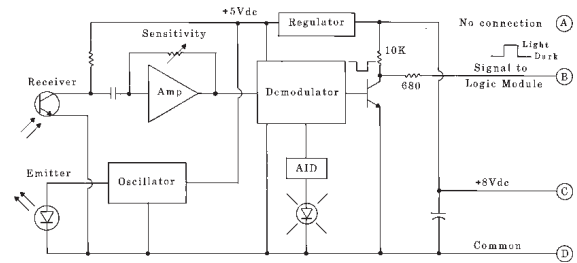 +5Vdc
Regulator
No connection
A
Sensitivity
10K
Light
Dark
Receiver
Amp
Demodulator
680
Signal to
Logic Module
B
Emitter
Oscillator
AID
+8Vdc
C
Common
D